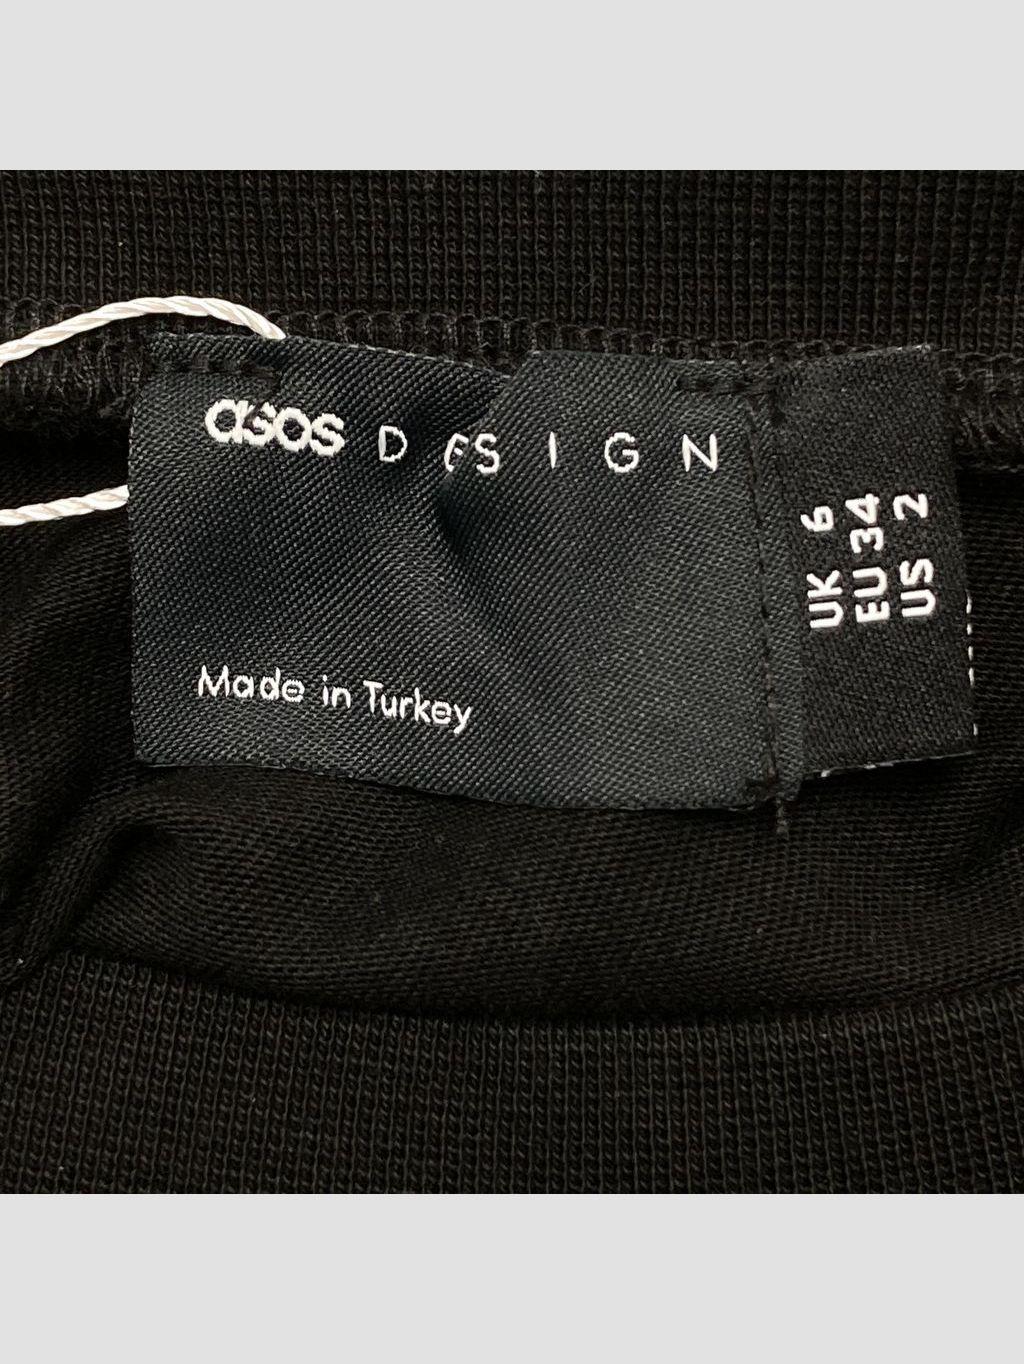 asos DESIGN
Made in Turkey
UK 6
EU 34
US 2